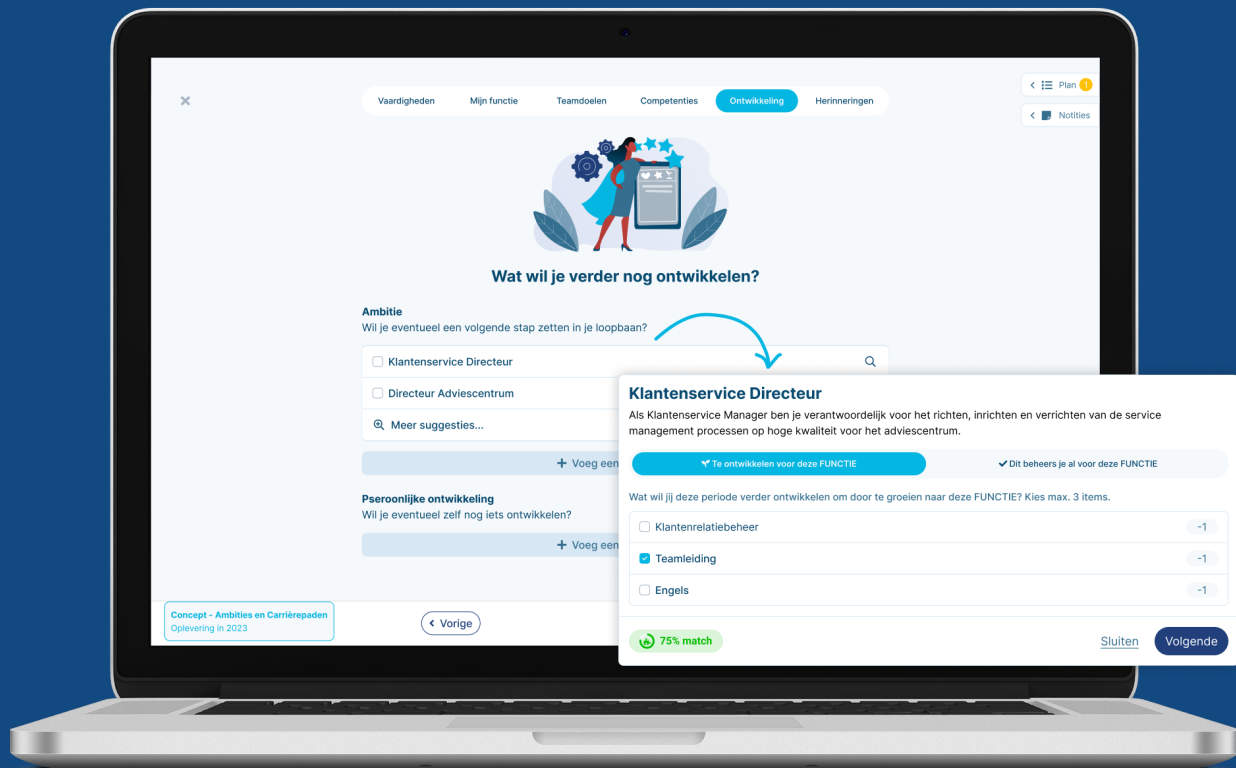 Vaardigheden
Mijn functie
Teamdoelen
Competenties
Ontwikkeling
Herinneringen
Plan 1
Notities
Wat wil je verder nog ontwikkelen?
Ambitie
Wil je eventueel een volgende stap zetten in je loopbaan?
Klantenservice Directeur
Directeur Adviescentrum
Meer suggesties...
+ Voeg een
Pseroonlijke ontwikkeling
Wil je eventueel zelf nog iets ontwikkelen?
+ Voeg een
Concept - Ambities en Carrièrepaden
Oplevering in 2023
Vorige
Klantenservice Directeur
Als Klantenservice Manager ben je verantwoordelijk voor het richten, inrichten en verrichten van de service
management processen op hoge kwaliteit voor het adviescentrum.
Te ontwikkelen voor deze FUNCTIE
Dit beheers je al voor deze FUNCTIE
Wat wil jij deze periode verder ontwikkelen om door te groeien naar deze FUNCTIE? Kies max. 3 items.
Klantenrelatiebeheer -1
Teamleiding -1
Engels -1
75% match
Sluiten
Volgende